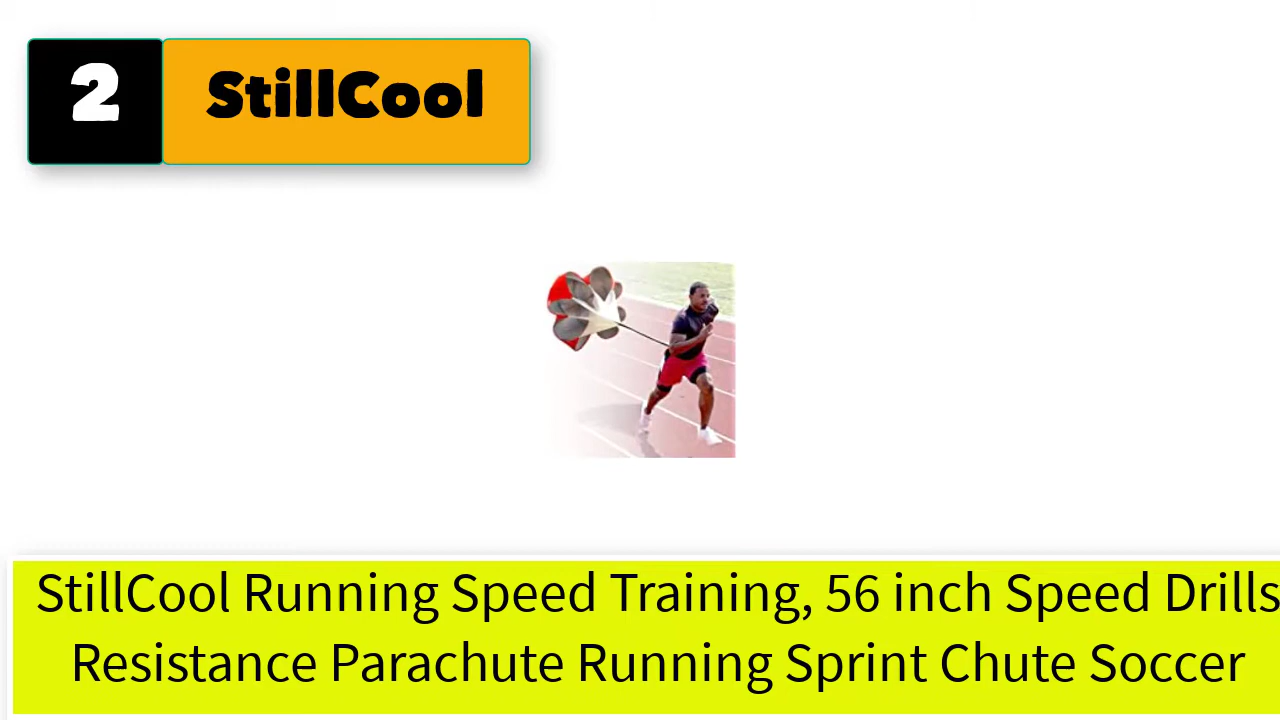 2
StillCool
StillCool Running Speed Training, 56 inch Speed Drills
Resistance Parachute Running Sprint Chute Soccer